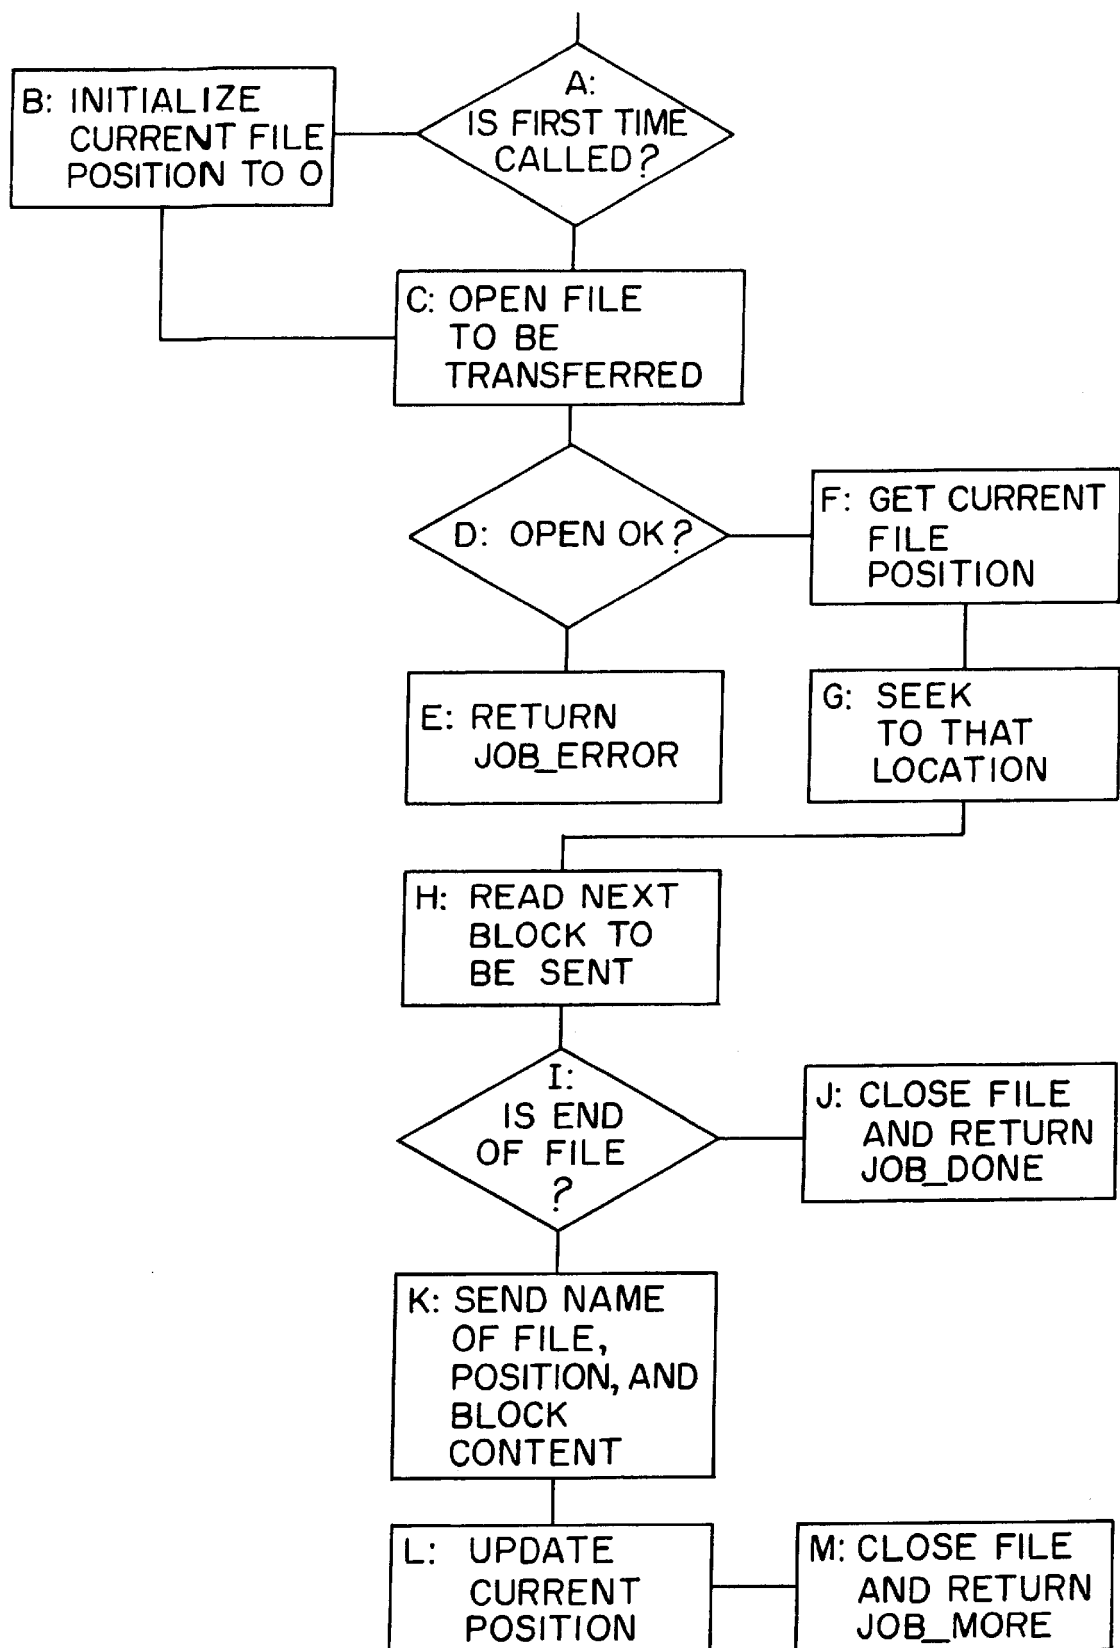 A:
IS FIRST TIME
CALLED?
B: INITIALIZE
CURRENT FILE
POSITION TO 0
C: OPEN FILE
TO BE
TRANSFERRED
D: OPEN OK?
F: GET CURRENT
FILE
POSITION
E: RETURN
JOB_ERROR
G: SEEK
TO THAT
LOCATION
H: READ NEXT
BLOCK TO
BE SENT
I:
IS END
OF FILE
?
J: CLOSE FILE
AND RETURN
JOB_DONE
K: SEND NAME
OF FILE,
POSITION, AND
BLOCK
CONTENT
L: UPDATE
CURRENT
POSITION
M: CLOSE FILE
AND RETURN
JOB_MORE